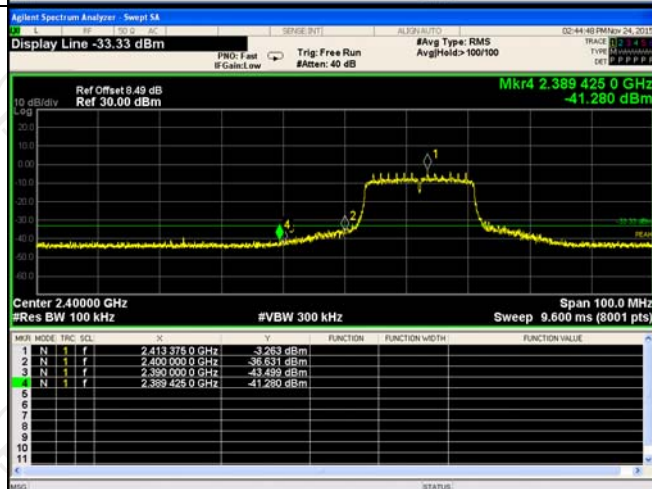 Agilent Spectrum Analyzer - Swept SA
L RF 50 Ω AC SENSE:INT ALIGN AUTO 02:44:48 PM Nov 24, 2015
Display Line -33.33 dBm #Avg Type: RMS TRACE 1 2 3 4 5
PNO: Fast Trig: Free Run Avg|Hold:> 100/100 TYPE M
IFGain:Low #Atten: 40 dB DET P P P P P
Mkr4 2.389 425 0 GHz
Ref Offset 8.49 dB
10 dB/div Ref 30.00 dBm -41.280 dBm
Log
20.0
10.0
1
0.00
-10.0
-20.0
2
-30.0
-33.33 dBm
4
PEAK
-40.0
-50.0
-60.0
Center 2.40000 GHz Span 100.0 MHz
#Res BW 100 kHz #VBW 300 kHz Sweep 9.600 ms (8001 pts)
MKR MODE TRC SCL X Y FUNCTION FUNCTION WIDTH FUNCTION VALUE
1 N 1 f 2.413 375 0 GHz -3.263 dBm
2 N 1 f 2.400 000 0 GHz -36.631 dBm
3 N 1 f 2.390 000 0 GHz -43.499 dBm
4 N 1 f 2.389 425 0 GHz -41.280 dBm
5
6
7
8
9
10
11
MSG STATUS